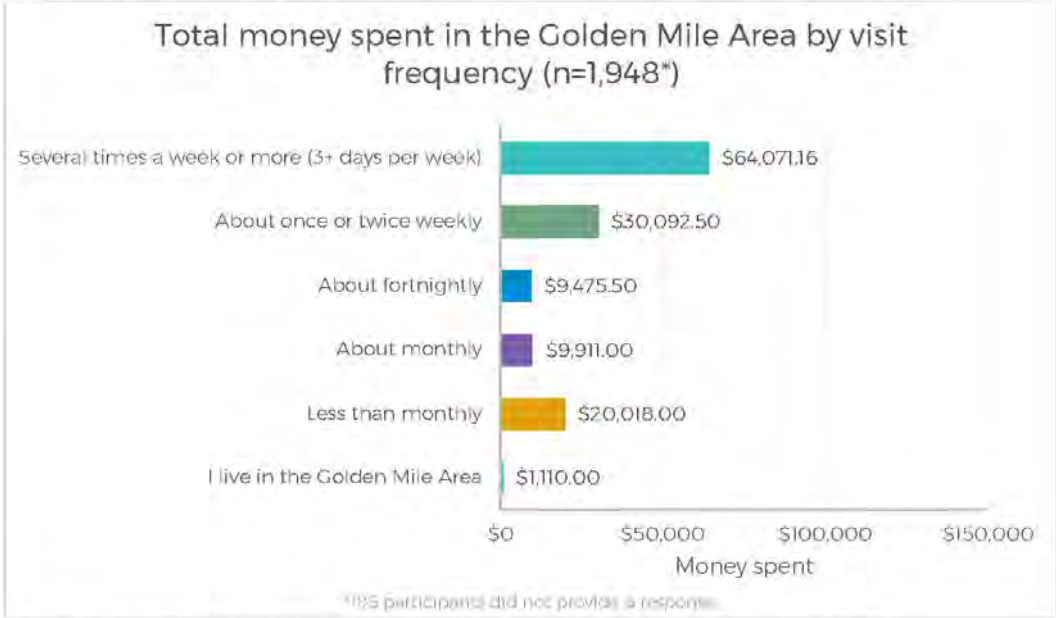 Total money spent in the Golden Mile Area by visit
frequency (n=1,948*)
Several times a week or more (3+ days per week)
$64,071.16
About once or twice weekly
$30,092.50
About fortnightly
$9,475.50
About monthly
$9,911.00
Less than monthly
$20,018.00
I live in the Golden Mile Area
$1,110.00
$0
$50,000
$100,000
$150,000
Money spent
participants did not provide a response